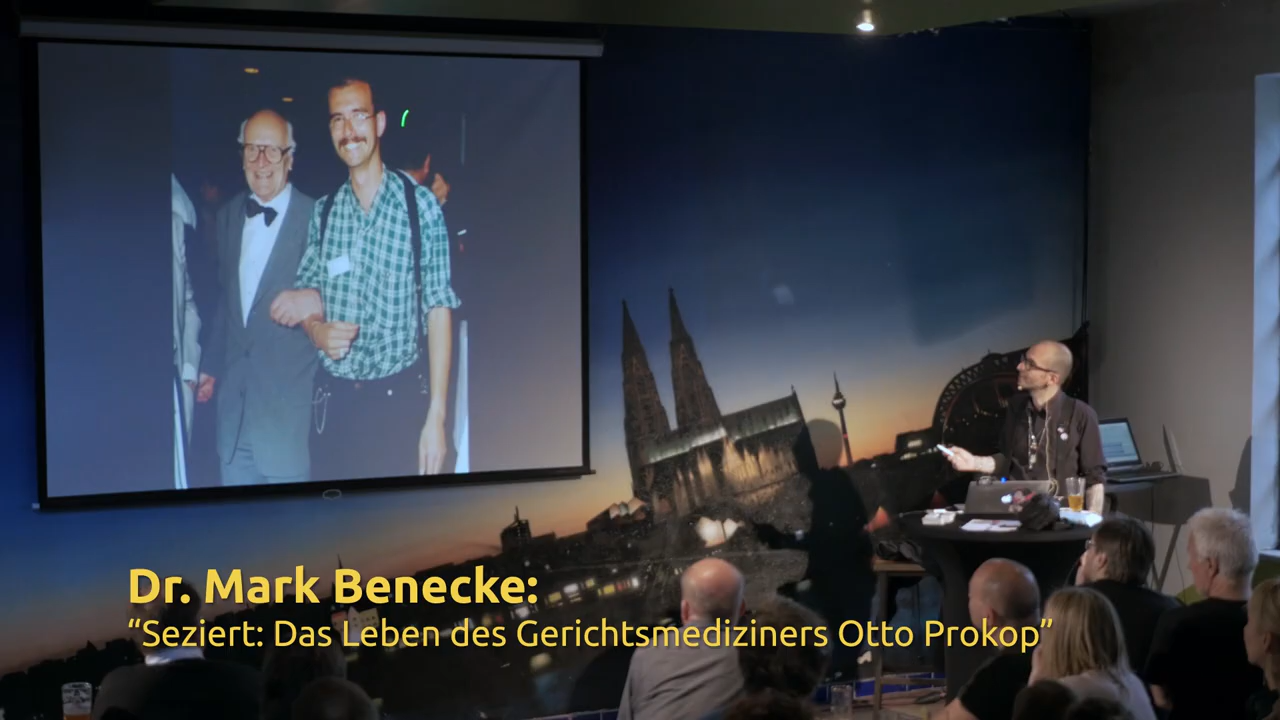 Dr. Mark Benecke:
“Seziert: Das Leben des Gerichtsmediziners Otto Prokop”